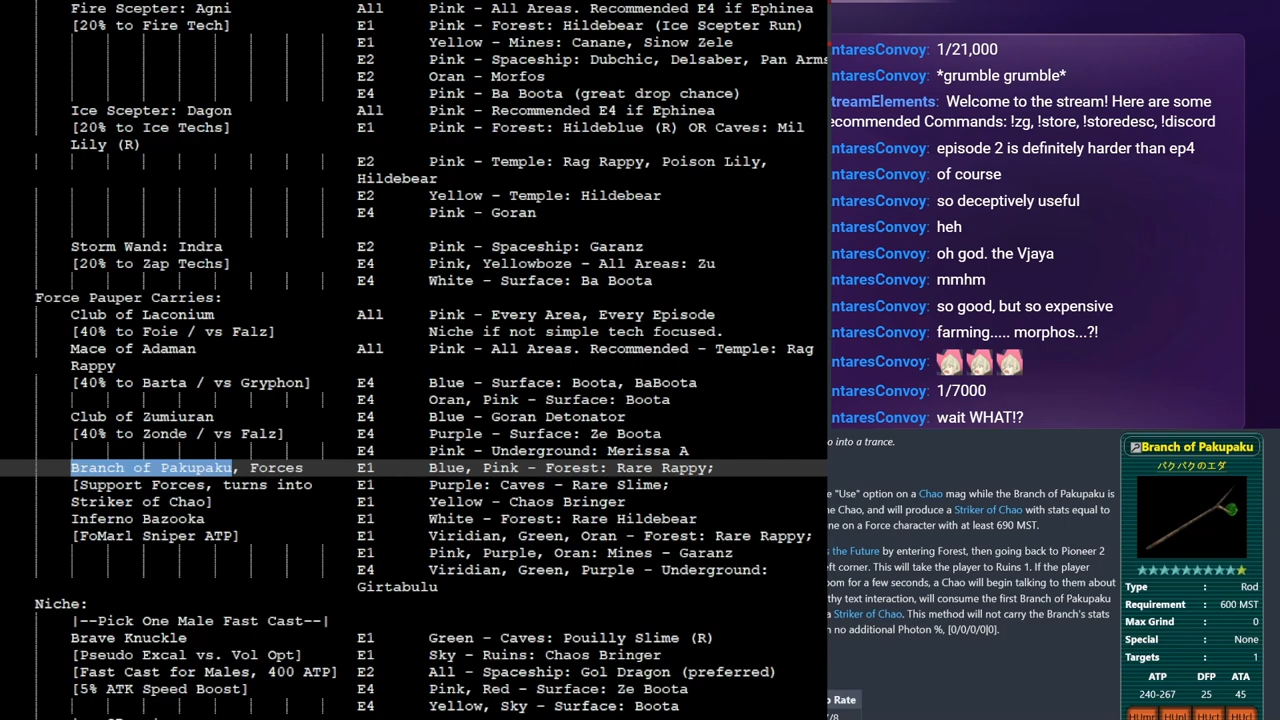 Fire Scepter: Agni All Pink - All Areas. Recommended E4 if Ephinea
[20% to Fire Tech] E1 Pink - Forest: Hildebear (Ice Scepter Run)
E1 Yellow - Mines: Canane, Sinow Zele
E2 Pink - Spaceship: Dubchic, Delsaber, Pan Arms
E2 Oran - Morfos
E4 Pink - Ba Boota (great drop chance)
Ice Scepter: Dagon All Pink - Recommended E4 if Ephinea
[20% to Ice Techs] E1 Pink - Forest: Hildeblue (R) OR Caves: Mil
Lily (R)
E2 Pink - Temple: Rag Rappy, Poison Lily,
Hildebear
E2 Yellow - Temple: Hildebear
E4 Pink - Goran
Storm Wand: Indra E2 Pink - Spaceship: Garanz
[20% to Zap Techs] E4 Pink, Yellowboze - All Areas: Zu
E4 White - Surface: Ba Boota
Force Pauper Carries:
Club of Laconium All Pink - Every Area, Every Episode
[40% to Foie / vs Falz] Niche if not simple tech focused.
Mace of Adaman All Pink - All Areas. Recommended - Temple: Rag
Rappy
[40% to Barta / vs Gryphon] E4 Blue - Surface: Boota, BaBoota
E4 Oran, Pink - Surface: Boota
Club of Zumiuran E4 Blue - Goran Detonator
[40% to Zonde / vs Falz] E4 Purple - Surface: Ze Boota
E4 Pink - Underground: Merissa A
Branch of Pakupaku, Forces E1 Blue, Pink - Forest: Rare Rappy;
[Support Forces, turns into E1 Purple: Caves - Rare Slime;
Striker of Chao] E1 Yellow - Chaos Bringer
Inferno Bazooka E1 White - Forest: Rare Hildebear
[FoMarl Sniper ATP] E1 Viridian, Green, Oran - Forest: Rare Rappy;
E1 Pink, Purple, Oran: Mines - Garanz
E4 Viridian, Green, Purple - Underground:
Girtabulu
Niche:
|--Pick One Male Fast Cast--|
Brave Knuckle E1 Green - Caves: Pouilly Slime (R)
[Pseudo Excal vs. Vol Opt] E1 Sky - Ruins: Chaos Bringer
[Fast Cast for Males, 400 ATP] E2 All - Spaceship: Gol Dragon (preferred)
[5% ATK Speed Boost] E4 Pink, Red - Surface: Ze Boota
E4 Yellow, Sky - Surface: Boota
ntaresConvoy: 1/21,000
ntaresConvoy: *grumble grumble*
treamElements: Welcome to the stream! Here are some
ecommended Commands: !zg, !store, !storedesc, !discord
ntaresConvoy: episode 2 is definitely harder than ep4
ntaresConvoy: of course
ntaresConvoy: so deceptively useful
ntaresConvoy: heh
ntaresConvoy: oh god. the Vjaya
ntaresConvoy: mmhm
ntaresConvoy: so good, but so expensive
ntaresConvoy: farming..... morphos...?!
ntaresConvoy:
ntaresConvoy: 1/7000
ntaresConvoy: wait WHAT!?
o into a trance.
e "Use" option on a Chao mag while the Branch of Pakupaku is
he Chao, and will produce a Striker of Chao with stats equal to
ne on a Force character with at least 690 MST.
s the Future by entering Forest, then going back to Pioneer 2
eft corner. This will take the player to Ruins 1. If the player
oom for a few seconds, a Chao will begin talking to them about
thy text interaction, will consume the first Branch of Pakupaku
a Striker of Chao. This method will not carry the Branch's stats
h no additional Photon %, [0/0/0/0|0].
p Rate
/8
Branch of Pakupaku
パクパクのエダ
Type : Rod
Requirement : 600 MST
Max Grind : 0
Special : None
Targets : 1
ATP DFP ATA
240-267 25 45
HUmr HUnl HUct HUcl